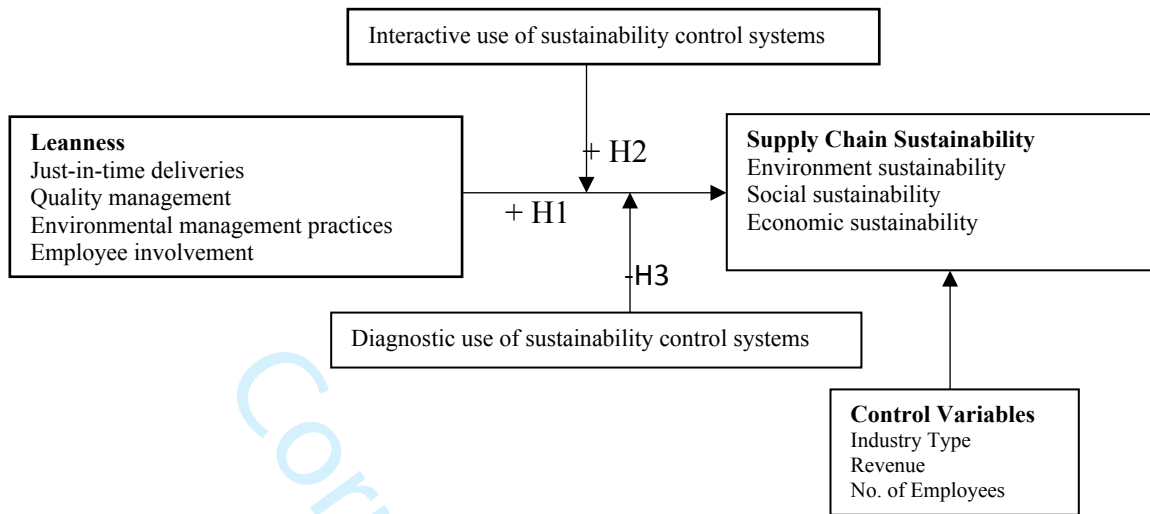 Interactive use of sustainability control systems
Leanness
Just-in-time deliveries
Quality management
Environmental management practices
Employee involvement
+ H2
+ H1
Supply Chain Sustainability
Environment sustainability
Social sustainability
Economic sustainability
-H3
Diagnostic use of sustainability control systems
Control Variables
Industry Type
Revenue
No. of Employees